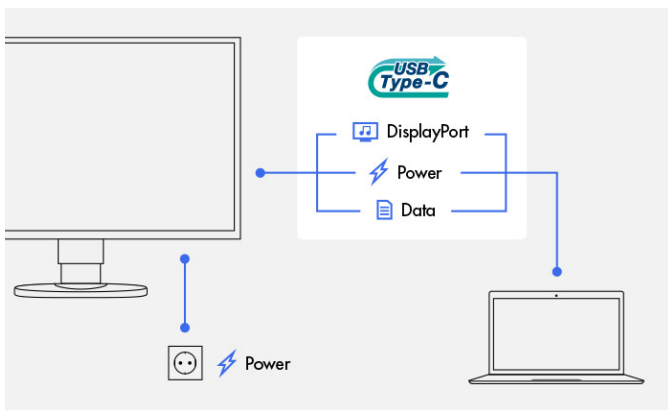 USB
Type-C
DisplayPort
Power
Data
Power